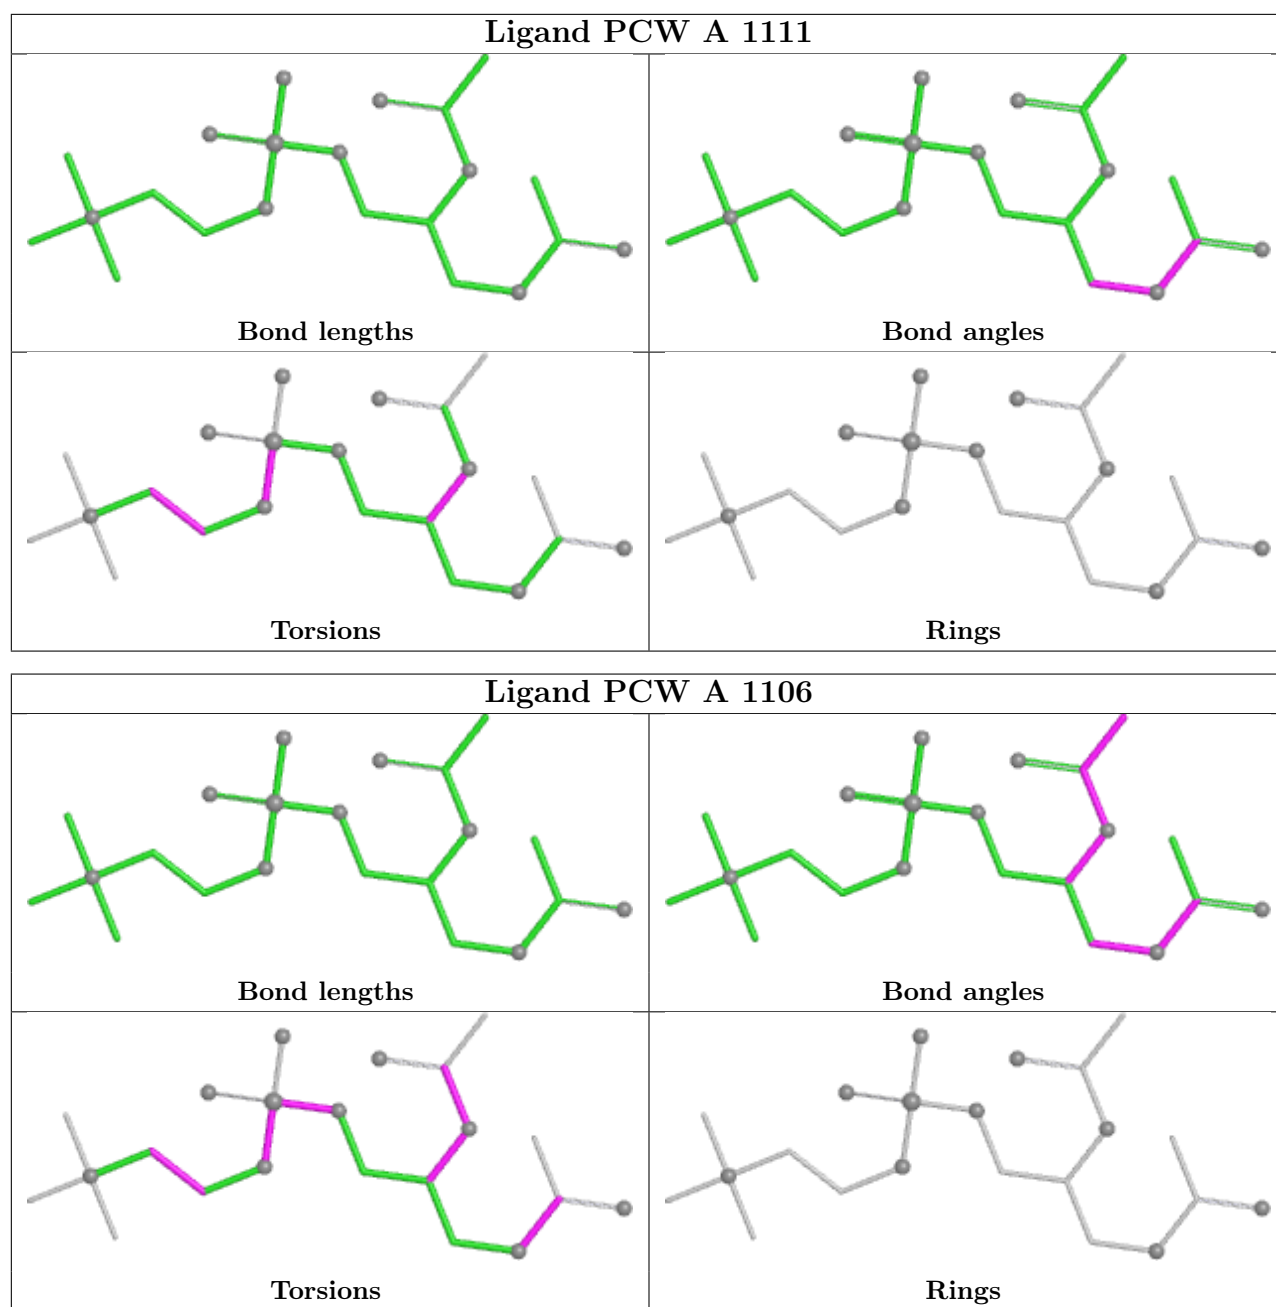 Ligand PCW A 1111
Bond lengths
Bond angles
Torsions
Rings
Ligand PCW A 1106
Bond lengths
Bond angles
Torsions
Rings